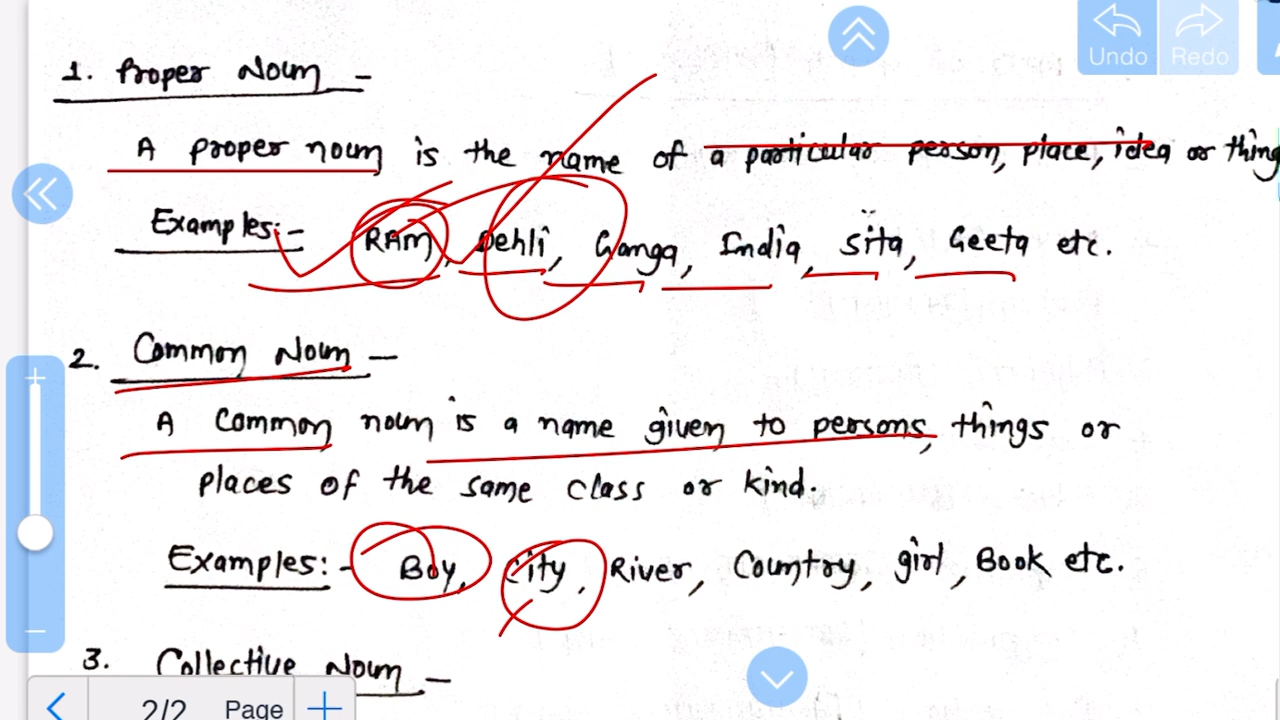 Undo Redo
1. Proper Noun -
A proper noun is the name of a particular person, place, idea or thing
Examples:- RAM, Dehli, Ganga, India, Sita, Geeta etc.
2. Common Noun -
A Common noun is a name given to persons, things or
places of the same class or kind.
Examples:- Boy, City, River, Country, girl, Book etc.
3. Collective Noun -
2/2 Page